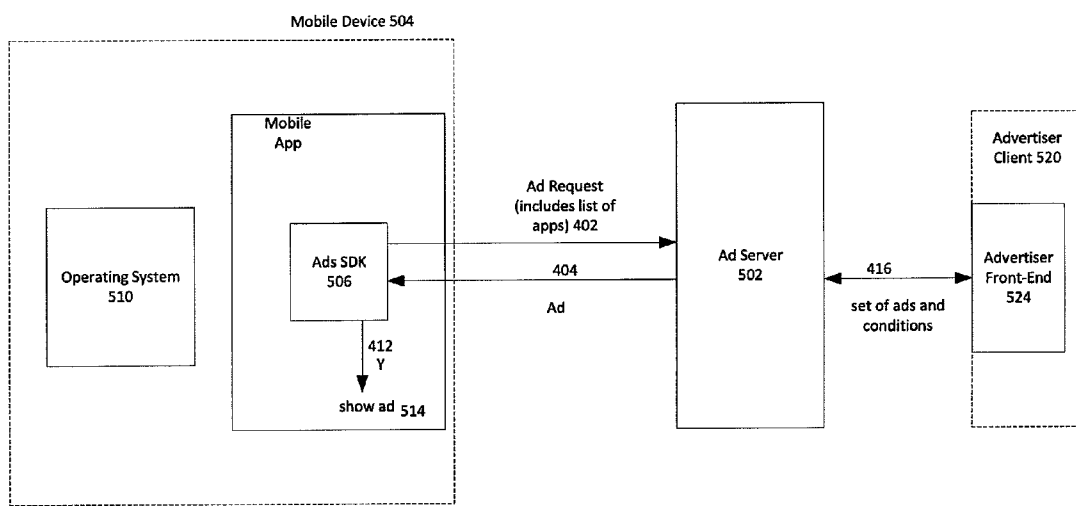 Mobile Device 504
Mobile
App
Operating System
510
Ads SDK
506
412
Y
show ad 514
Ad Request
(includes list of
apps) 402
404
Ad
Ad Server
502
416
set of ads and
conditions
Advertiser
Client 520
Advertiser
Front-End
524